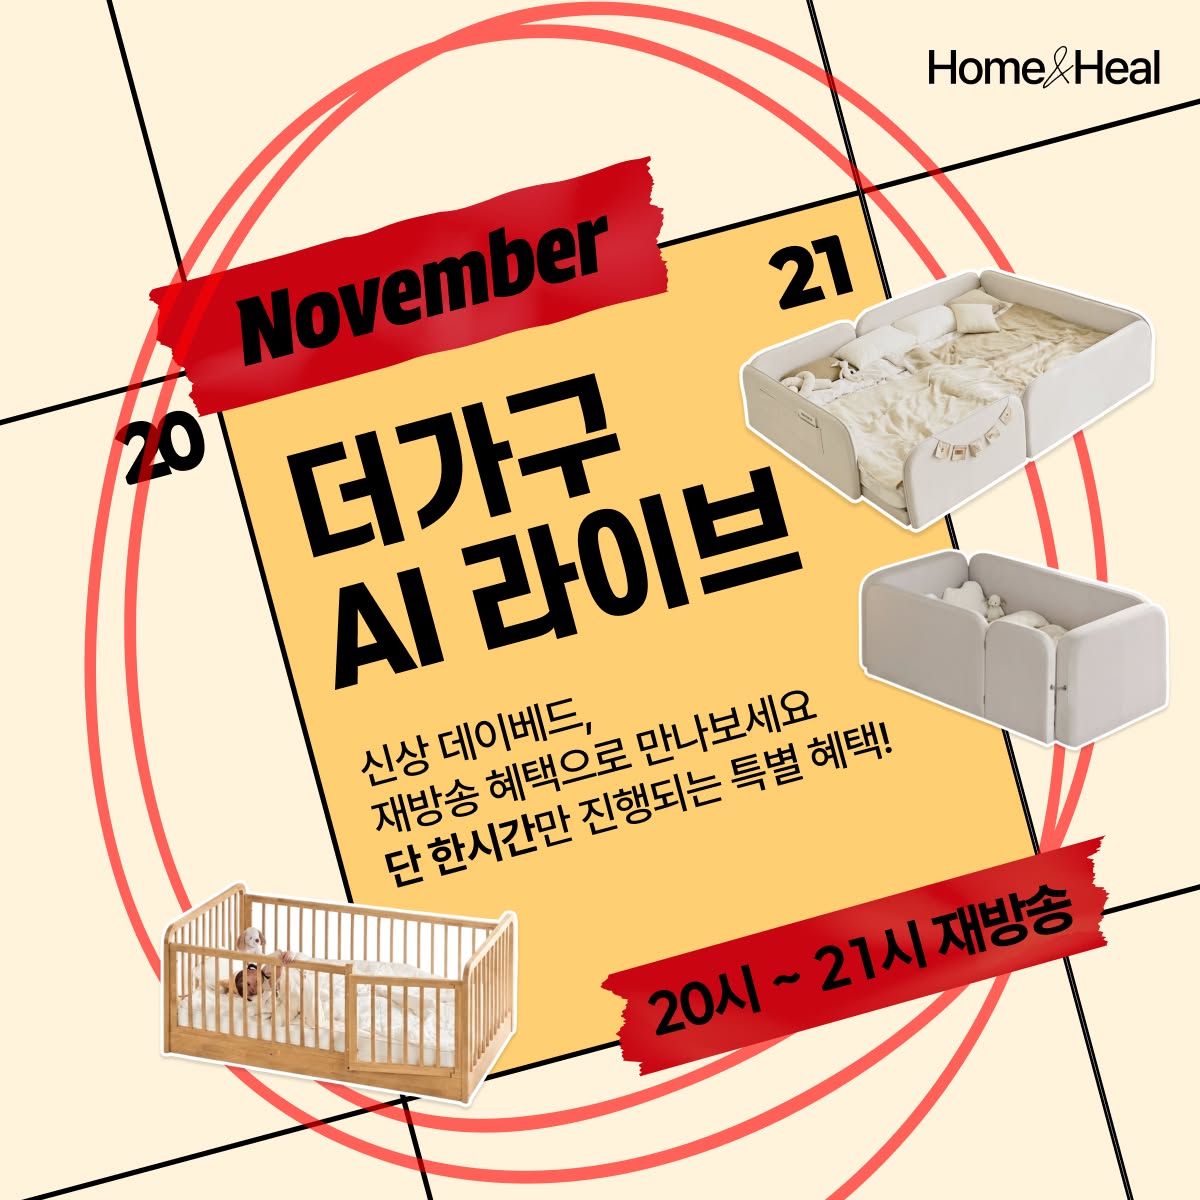 Home&Heal
November
21
20
더가구
AI 라이브
신상 데이베드,
재방송 혜택으로 만나보세요
단 한시간만 진행되는 특별 혜택!
20시 ~ 21시 재방송